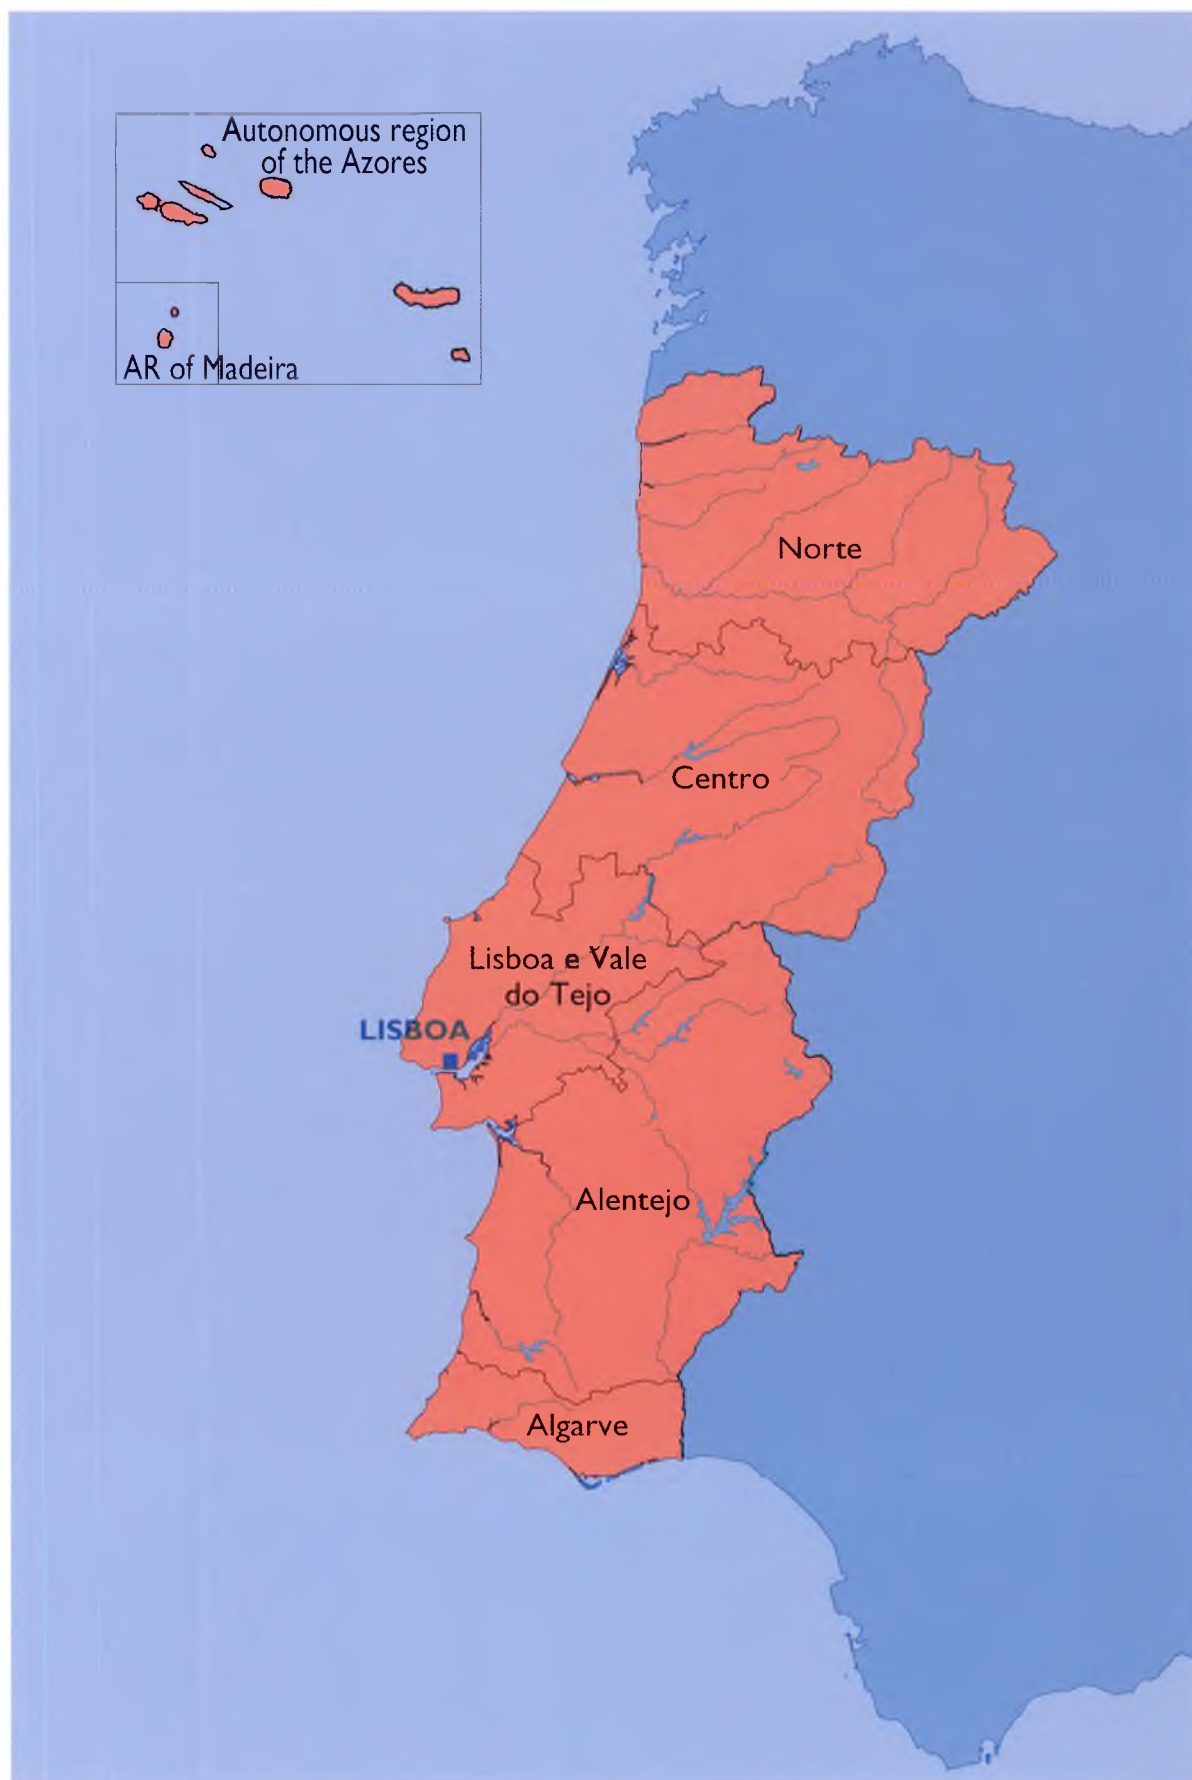 Autonomous region
of the Azores
AR of Madeira
Norte
Centro
Lisboa e Vale
do Tejo
LISBOA
Alentejo
Algarve